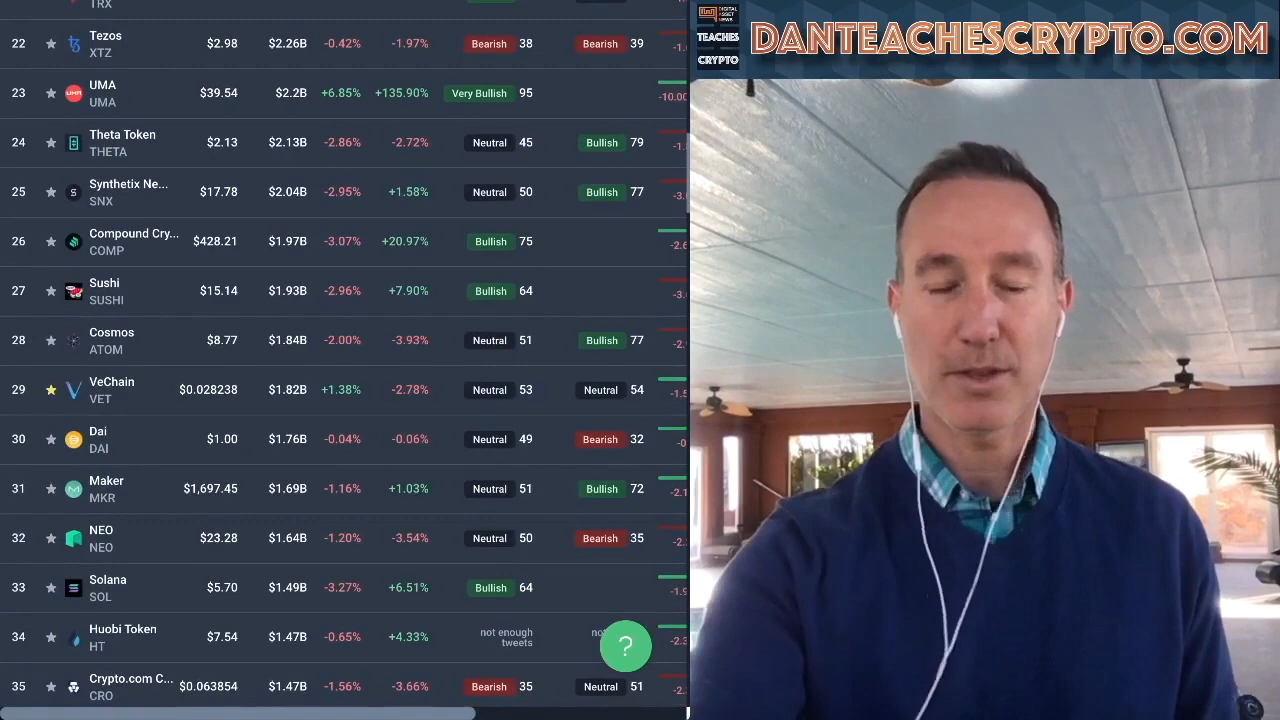 TRX
DIGITAL
ASSET
NEWS
TEACHES
CRYPTO
DANTEACHESCRYPTO.COM
Tezos
XTZ
$2.98 $2.26B -0.42% -1.97% Bearish 38 Bearish 39
23 UMA
UMA
$39.54 $2.2B +6.85% +135.90% Very Bullish 95 -10.00
24 Theta Token
THETA
$2.13 $2.13B -2.86% -2.72% Neutral 45 Bullish 79
25 Synthetix Ne...
SNX
$17.78 $2.04B -2.95% +1.58% Neutral 50 Bullish 77
26 Compound Cry...
COMP
$428.21 $1.97B -3.07% +20.97% Bullish 75
27 Sushi
SUSHI
$15.14 $1.93B -2.96% +7.90% Bullish 64
28 Cosmos
ATOM
$8.77 $1.84B -2.00% -3.93% Neutral 51 Bullish 77
29 VeChain
VET
$0.028238 $1.82B +1.38% -2.78% Neutral 53 Neutral 54
30 Dai
DAI
$1.00 $1.76B -0.04% -0.06% Neutral 49 Bearish 32
31 Maker
MKR
$1,697.45 $1.69B -1.16% +1.03% Neutral 51 Bullish 72
32 NEO
NEO
$23.28 $1.64B -1.20% -3.54% Neutral 50 Bearish 35
33 Solana
SOL
$5.70 $1.49B -3.27% +6.51% Bullish 64
34 Huobi Token
HT
$7.54 $1.47B -0.65% +4.33% not enough
tweets
?
35 Crypto.com C...
CRO
$0.063854 $1.47B -1.56% -3.66% Bearish 35 Neutral 51